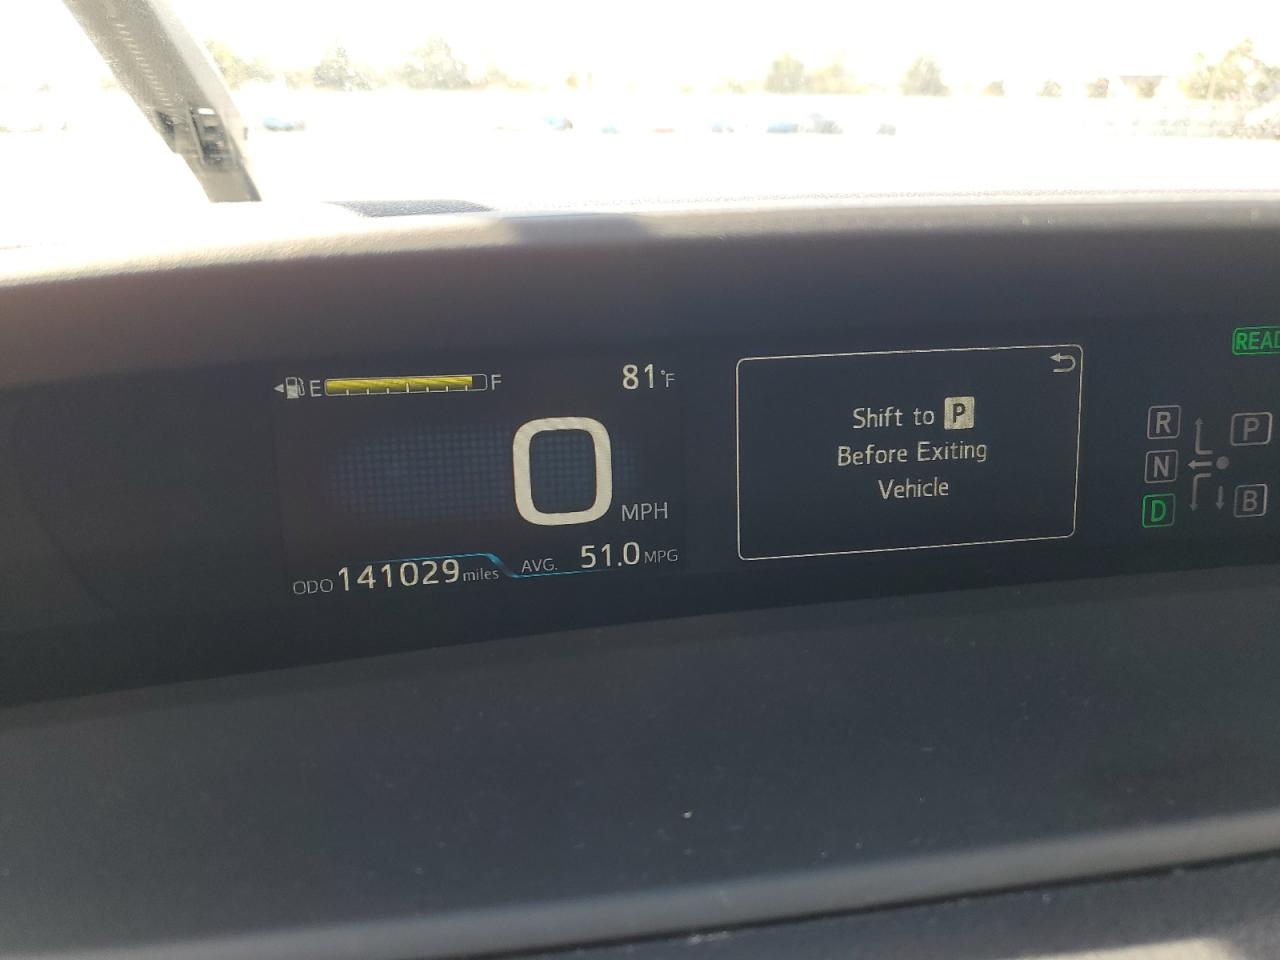 E F
81°F
0 MPH
ODO 141029 miles
AVG. 51.0 MPG
Shift to P
Before Exiting
Vehicle
READ
R P
N
D B